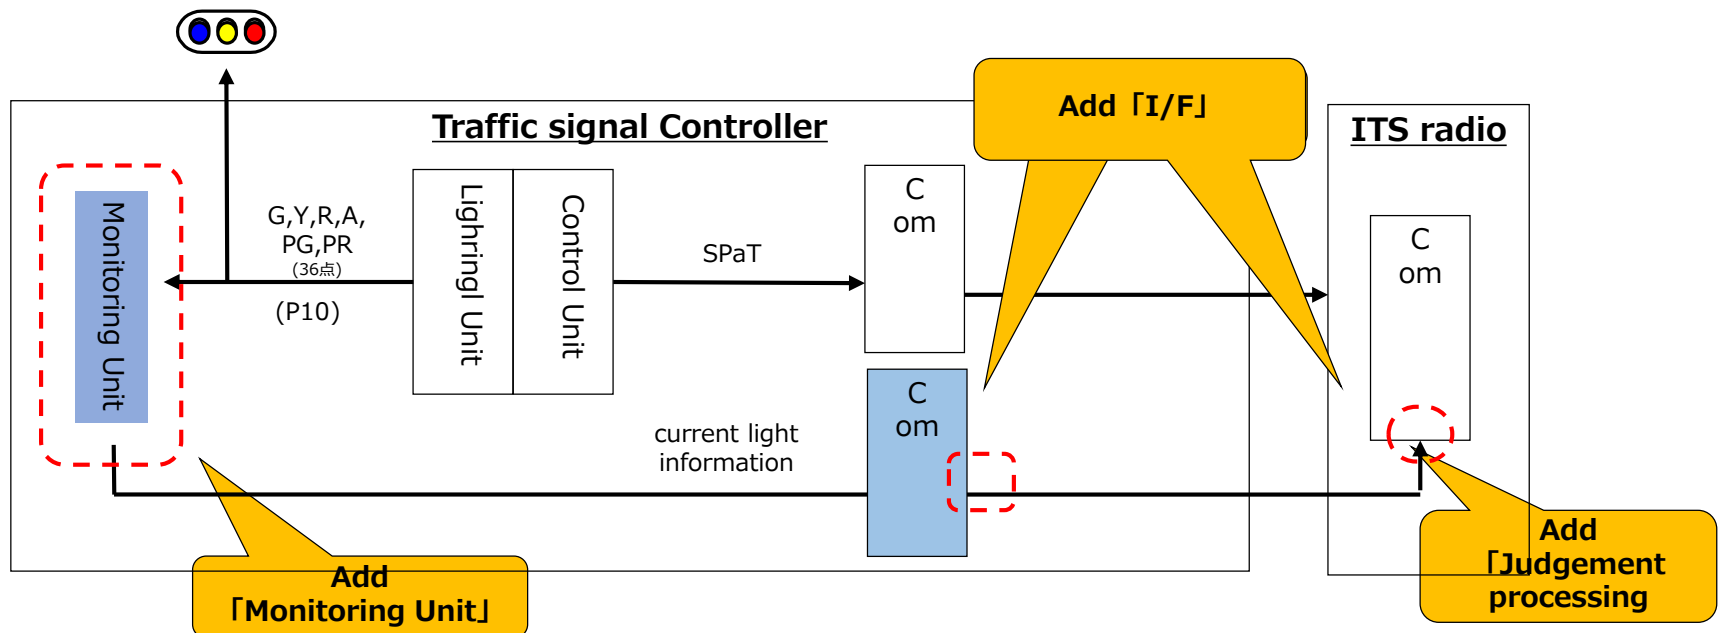 Add「I/F」
Traffic signal Controller
ITS radio
Monitoring Unit
G,Y,R,A,
PG,PR
(36点)
(P10)
Lighringl Unit
Control Unit
SPaT
C
om
C
om
C
om
current light
information
Add
「Monitoring Unit」
Add
「Judgement
processing